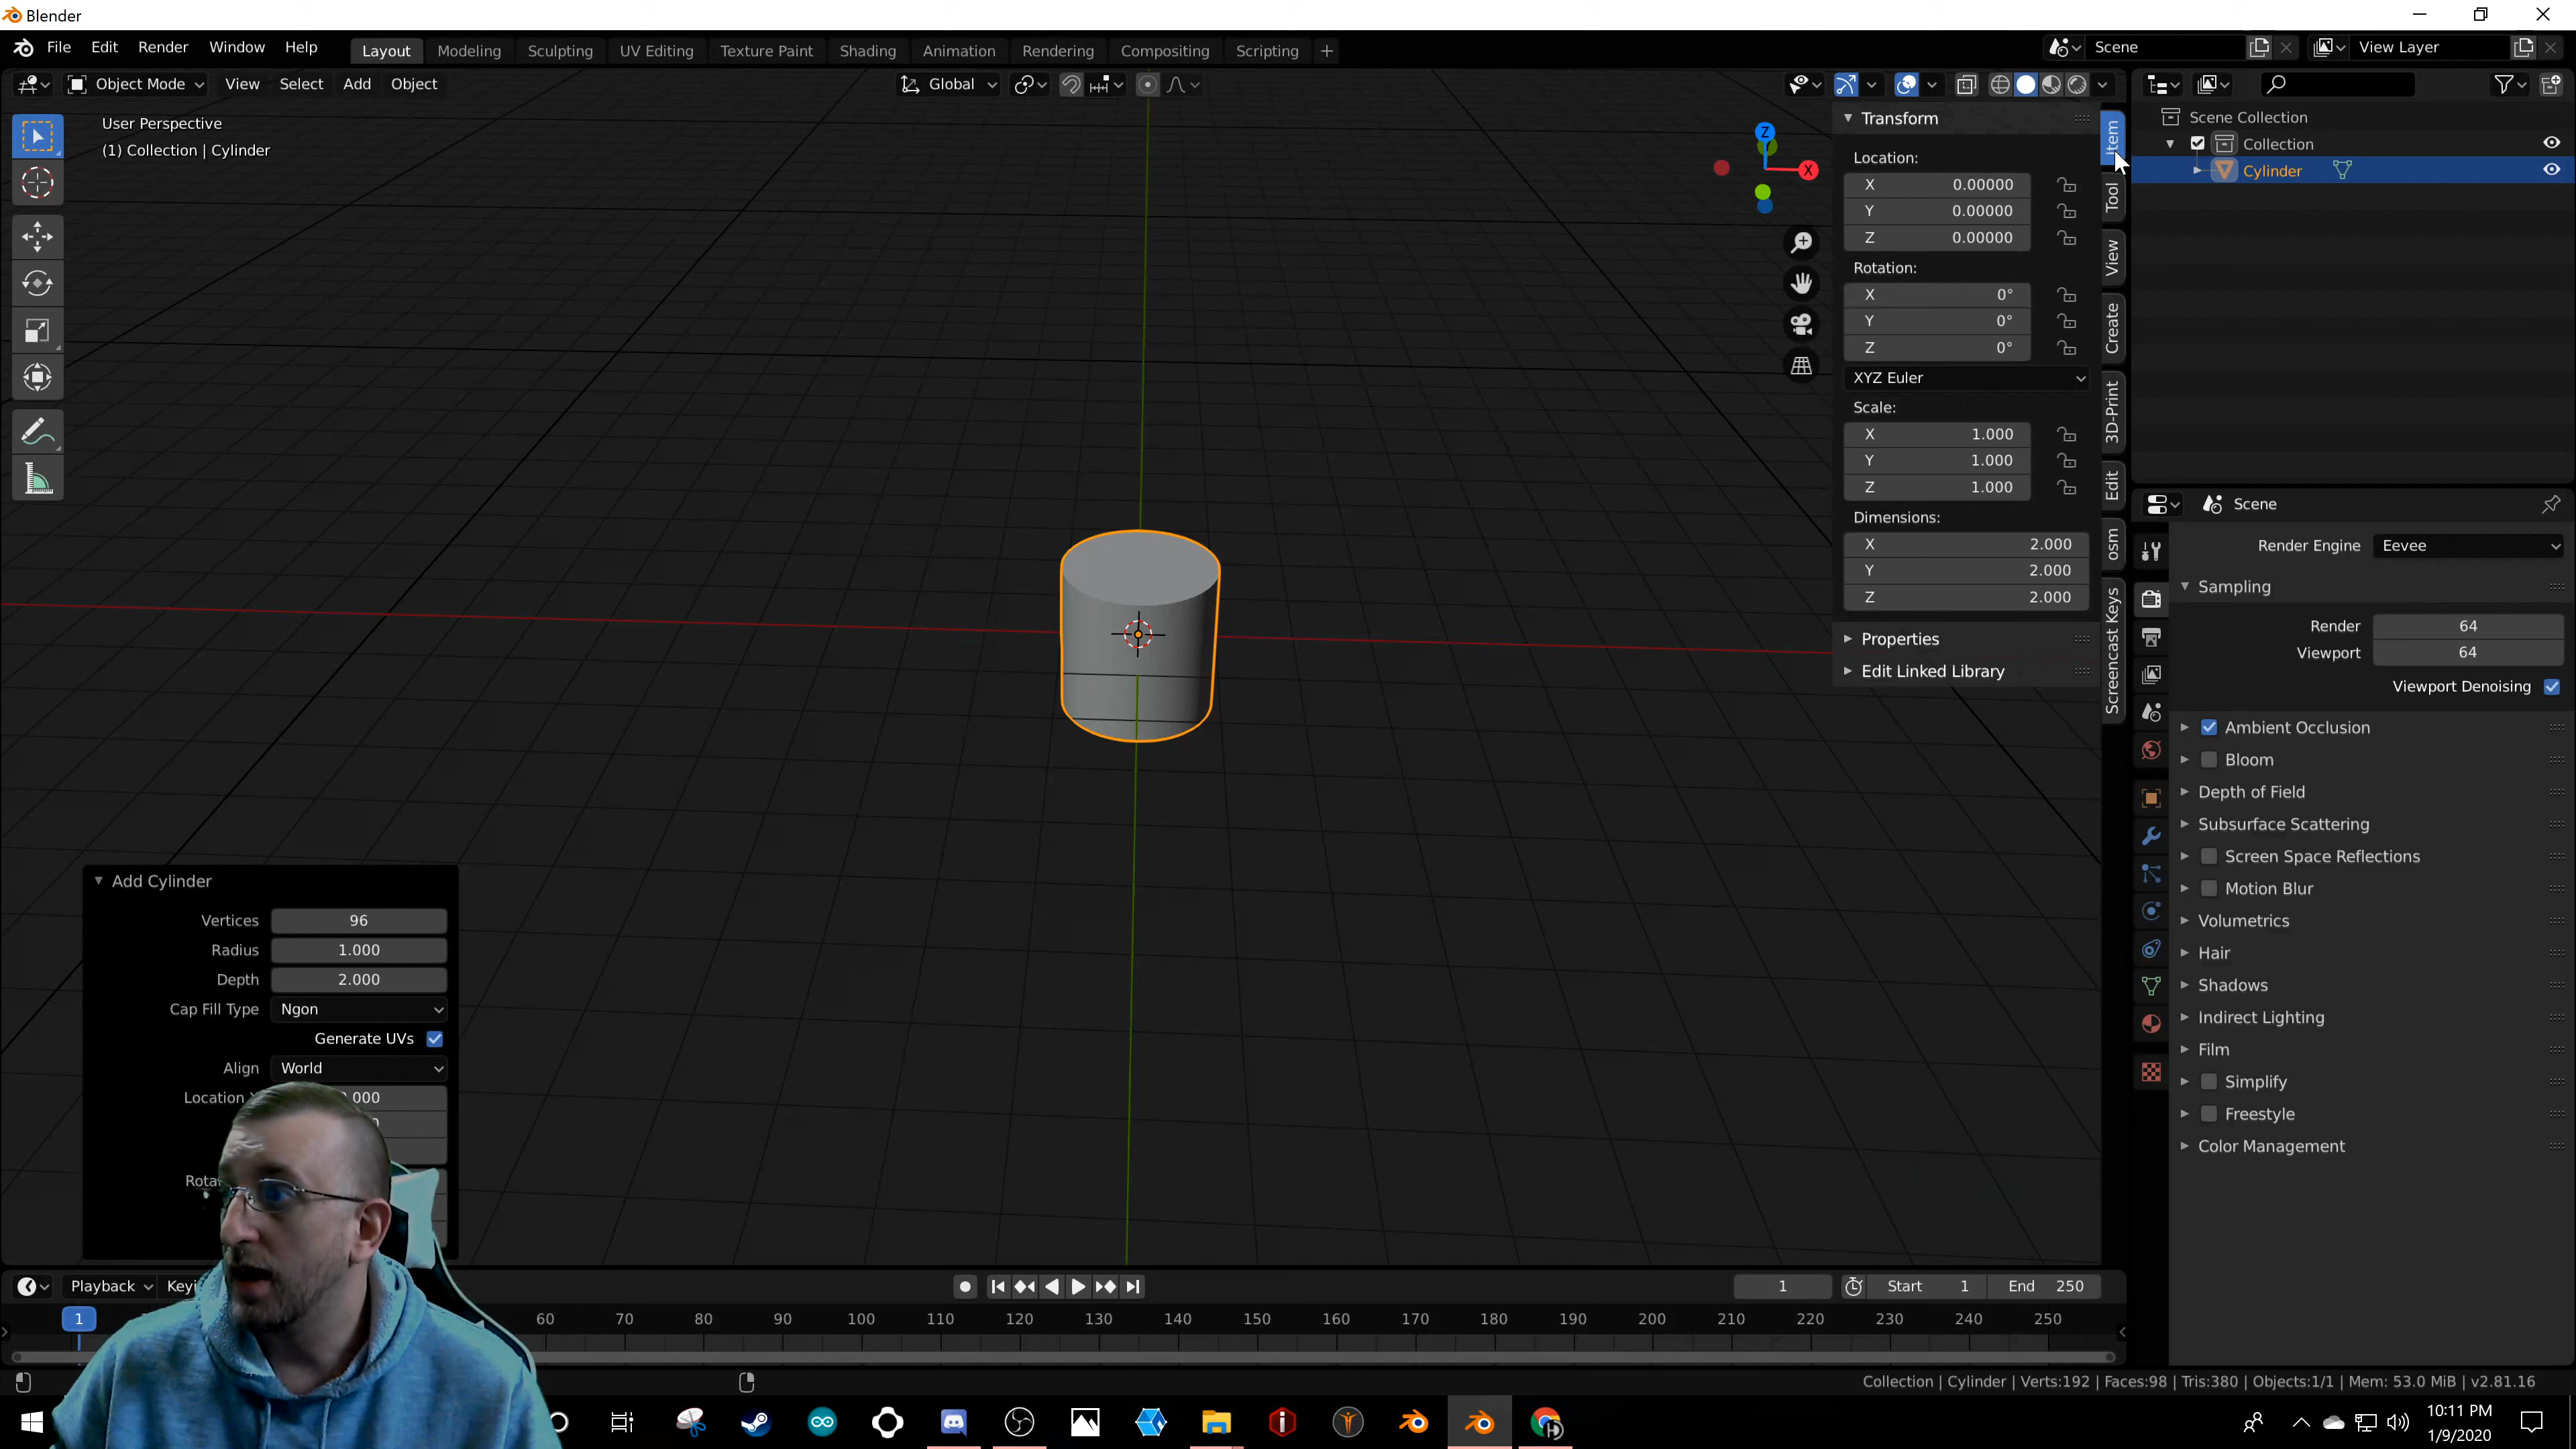 Blender
File Edit Render Window Help Layout Modeling Sculpting UV Editing Texture Paint Shading Animation Rendering Compositing Scripting + Scene View Layer
Object Mode View Select Add Object Global
User Perspective
(1) Collection | Cylinder
Z
X
Transform
Location:
X 0.00000
Y 0.00000
Z 0.00000
Rotation:
X 0°
Y 0°
Z 0°
XYZ Euler
Scale:
X 1.000
Y 1.000
Z 1.000
Dimensions:
X 2.000
Y 2.000
Z 2.000
Properties
Edit Linked Library
Item
Tool
View
Create
3D-Print
Edit
osm
Screencast Keys
Scene Collection
Collection
Cylinder
Scene
Render Engine Eevee
Sampling
Render 64
Viewport 64
Viewport Denoising
Ambient Occlusion
Bloom
Depth of Field
Subsurface Scattering
Screen Space Reflections
Motion Blur
Volumetrics
Hair
Shadows
Indirect Lighting
Film
Simplify
Freestyle
Color Management
Add Cylinder
Vertices 96
Radius 1.000
Depth 2.000
Cap Fill Type Ngon
Generate UVs
Align World
Location
Playback 1 Start 1 End 250
1 60 70 80 90 100 110 120 130 140 150 160 170 180 190 200 210 220 230 240 250
Collection | Cylinder | Verts:192 | Faces:98 | Tris:380 | Objects:1/1 | Mem: 53.0 MiB | v2.81.16
10:11 PM
1/9/2020